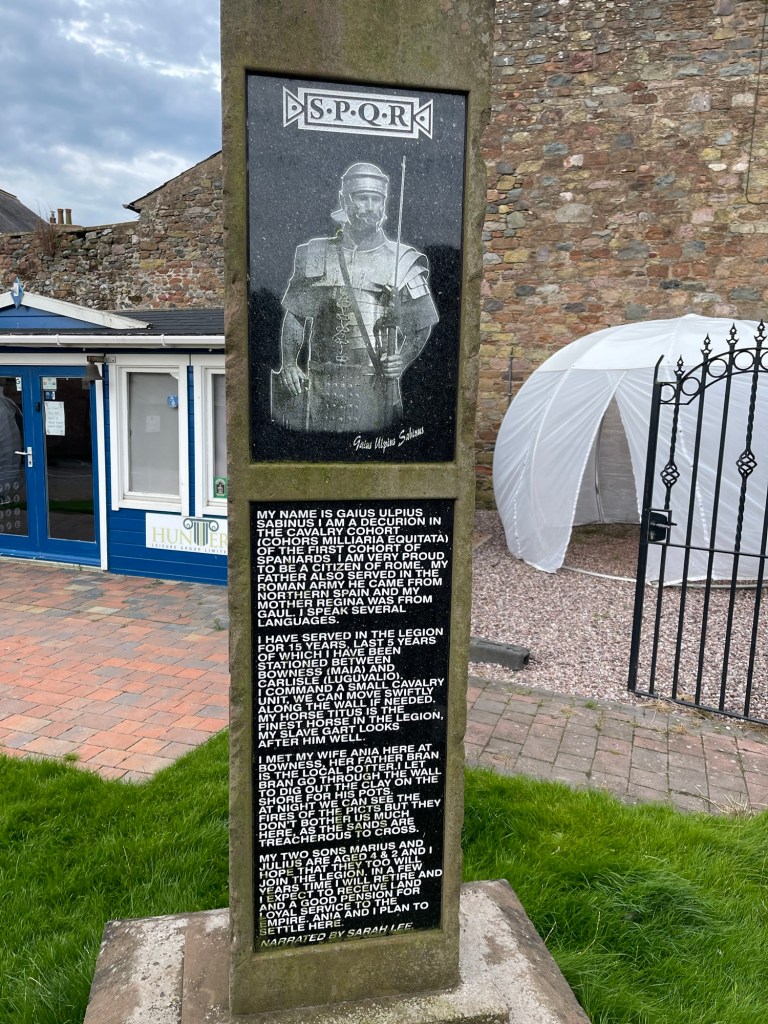 S·P·Q·R
Gaius Ulpius Sabinus
MY NAME IS GAIUS ULPIUS
SABINUS I AM A DECURION IN
THE CAVALRY COHORT
(COHORS MILLIARIA EQUITATA)
OF THE FIRST COHORT OF
SPANIARDS I AM VERY PROUD
TO BE A CITIZEN OF ROME. MY
FATHER ALSO SERVED IN THE
ROMAN ARMY HE CAME FROM
NORTHERN SPAIN AND MY
MOTHER REGINA WAS FROM
GAUL. I SPEAK SEVERAL
LANGUAGES.
I HAVE SERVED IN THE LEGION
FOR 15 YEARS, LAST 5 YEARS
OF WHICH I HAVE BEEN
STATIONED BETWEEN
BOWNESS (MAIA) AND
CARLISLE (LUGUVALIO).
I COMMAND A SMALL CAVALRY
UNIT, WE CAN MOVE SWIFTLY
ALONG THE WALL IF NEEDED.
MY HORSE TITUS IS THE
FINEST HORSE IN THE LEGION,
MY SLAVE GART LOOKS
AFTER HIM WELL.
I MET MY WIFE ANIA HERE AT
BOWNESS, HER FATHER BRAN
IS THE LOCAL POTTER I LET
BRAN GO THROUGH THE WALL
TO DIG OUT THE CLAY ON THE
SHORE FOR HIS POTS.
AT NIGHT WE CAN SEE THE
FIRES OF THE PICTS BUT THEY
DON'T BOTHER US MUCH
HERE, AS THE SANDS ARE
TREACHEROUS TO CROSS.
MY TWO SONS MARIUS AND
JULIUS ARE AGED 4 & 2 AND I
HOPE THAT THEY TOO WILL
JOIN THE LEGION. IN A FEW
YEARS TIME I WILL RETIRE AND
I EXPECT TO RECEIVE LAND
AND A GOOD PENSION FOR
LOYAL SERVICE TO THE
EMPIRE. ANIA AND I PLAN TO
SETTLE HERE.
NARRATED BY SARAH LEE
HUNTER
LEISURE GROUP LIMITED